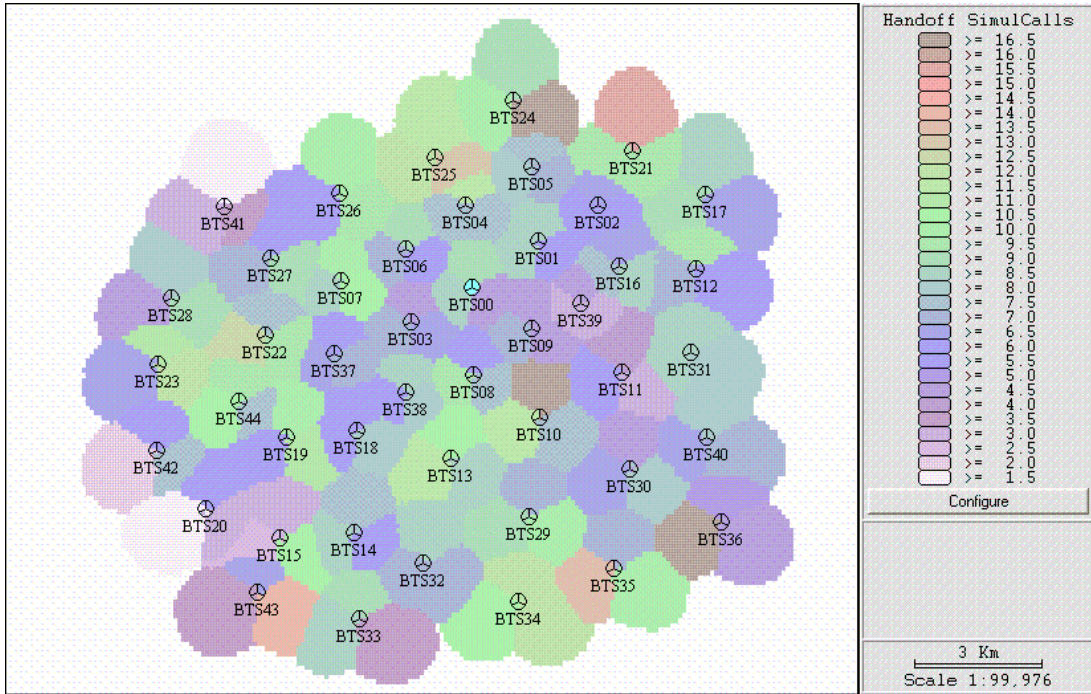 Handoff SimulCalls
>= 16.5
>= 16.0
>= 15.5
>= 14.5
>= 14.0
>= 13.5
>= 12.5
>= 12.0
>= 11.5
>= 11.0
>= 10.5
>= 10.0
>= 9.5
>= 9.0
>= 8.5
>= 8.0
>= 7.5
>= 7.0
>= 6.5
>= 6.0
>= 5.5
>= 5.0
>= 4.5
>= 4.0
>= 3.5
>= 3.0
>= 2.5
>= 2.0
>= 1.5
Configure
3 Km
Scale 1:99,976
BTS24
BTS25
BTS05
BTS21
BTS26
BTS04
BTS02
BTS17
BTS41
BTS01
BTS27
BTS06
BTS16
BTS12
BTS07
BTS00
BTS28
BTS39
BTS03
BTS09
BTS22
BTS37
BTS31
BTS23
BTS08
BTS11
BTS38
BTS44
BTS10
BTS18
BTS19
BTS40
BTS42
BTS13
BTS30
BTS20
BTS29
BTS36
BTS14
BTS15
BTS32
BTS35
BTS43
BTS34
BTS33